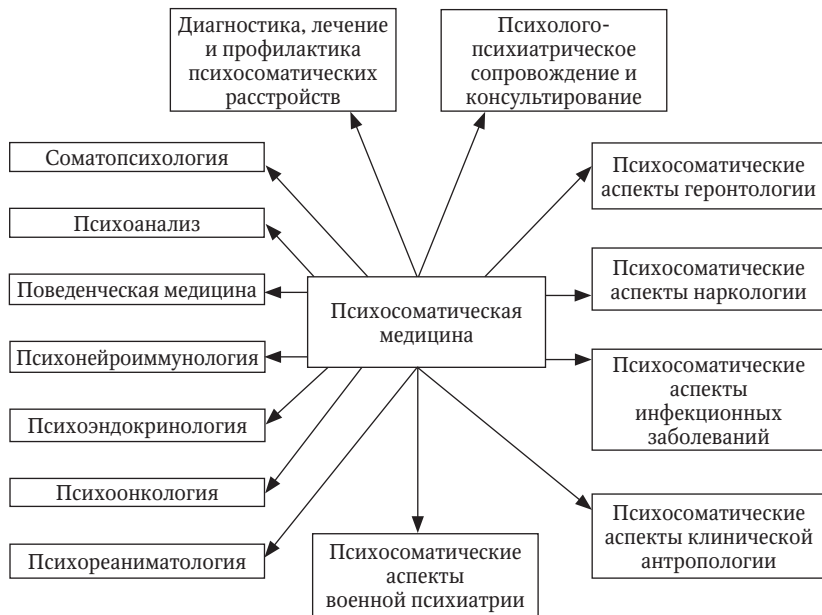 Диагностика, лечение
и профилактика
психосоматических
расстройств
Психолого-
психиатрическое
сопровождение и
консультирование
Соматопсихология
Психоанализ
Поведенческая медицина
Психонейроиммунология
Психоэндокринология
Психоонкология
Психореаниматология
Психосоматическая
медицина
Психосоматические
аспекты геронтологии
Психосоматические
аспекты наркологии
Психосоматические
аспекты
инфекционных
заболеваний
Психосоматические
аспекты клинической
антропологии
Психосоматические
аспекты
военной психиатрии